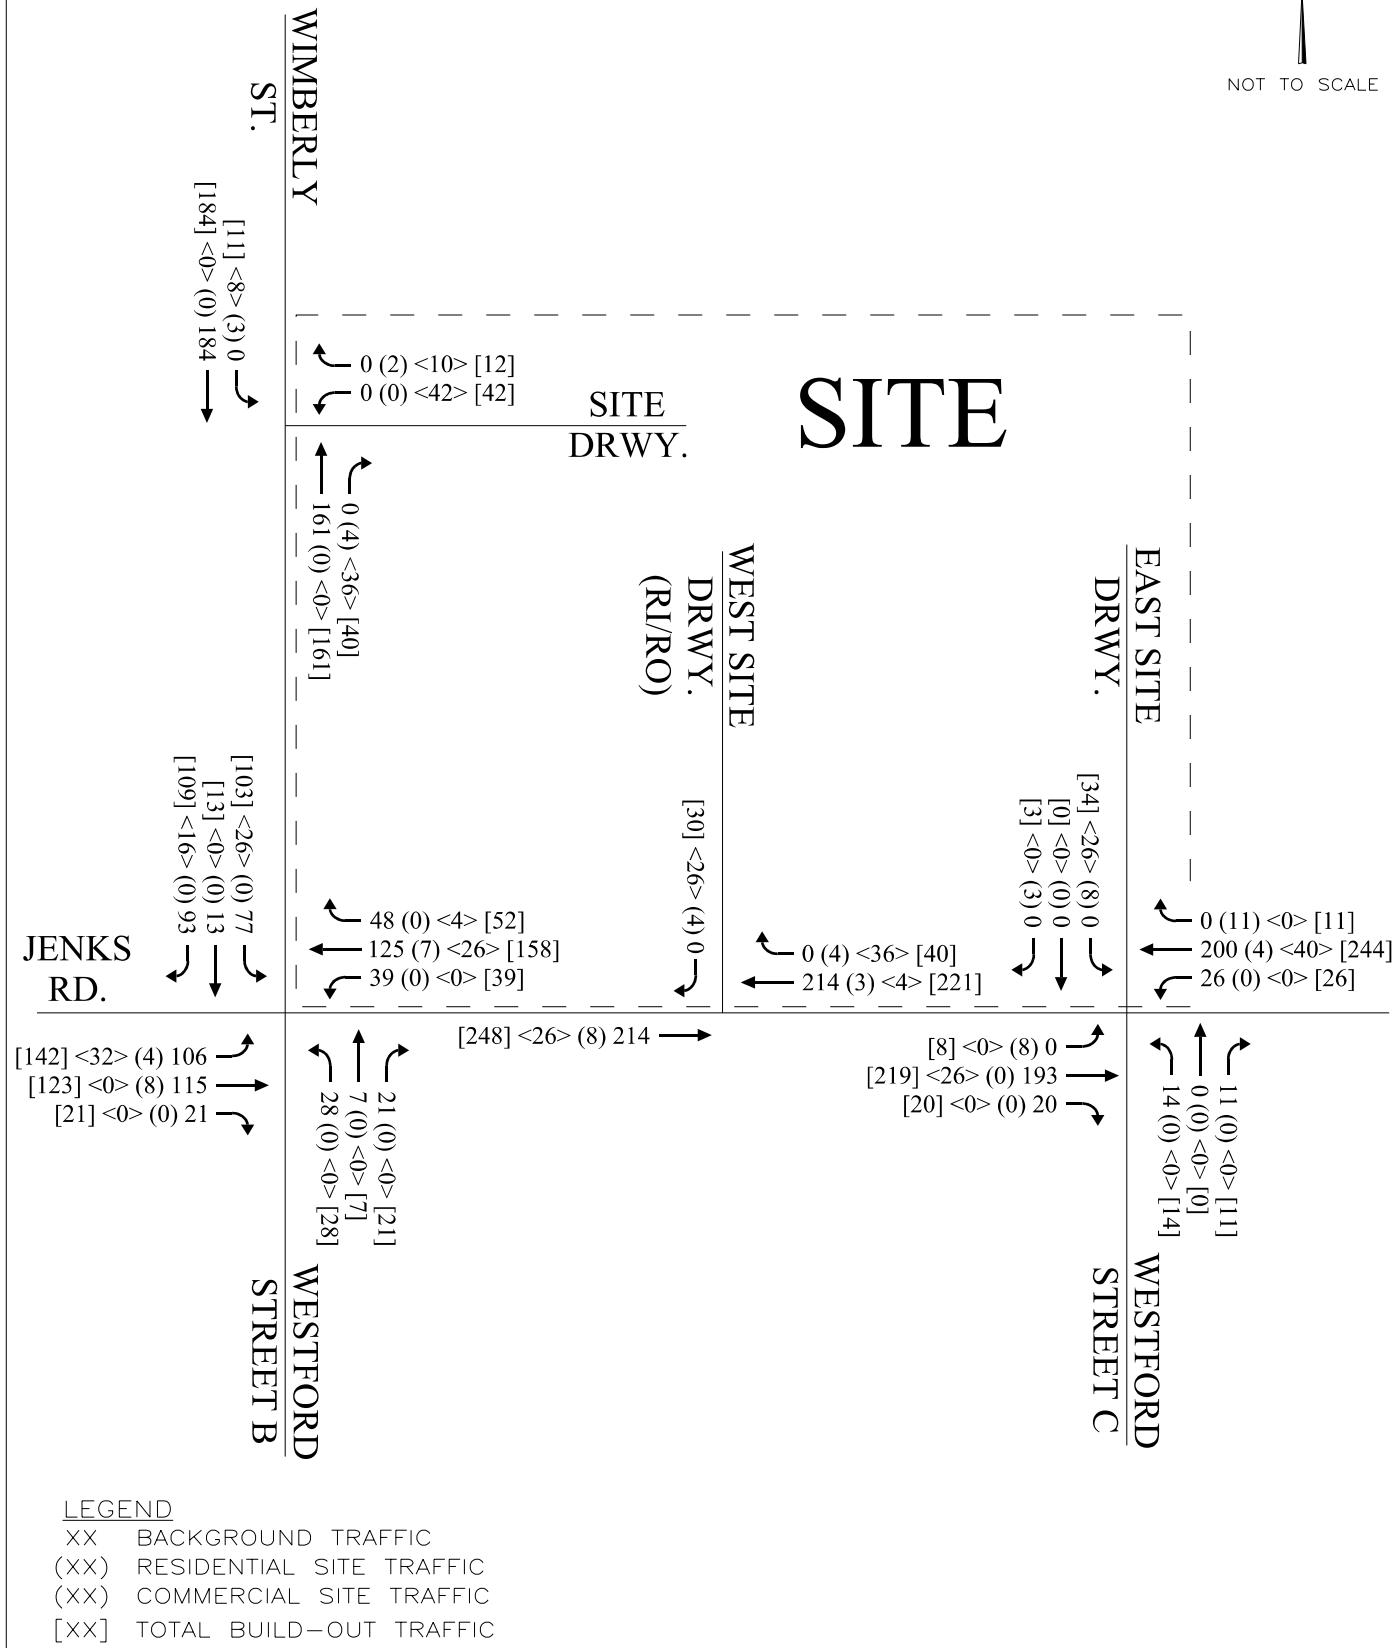 NOT TO SCALE
WIMBERLY
ST.
[11] <8> (3) 0
[184] <0> (0) 184
0 (2) <10> [12]
0 (0) <42> [42]
SITE
DRWY.
SITE
0 (4) <36> [40]
161 (0) <0> [161]
WEST SITE
DRWY.
(RI/RO)
EAST SITE
DRWY.
[103] <26> (0) 77
[13] <0> (0) 13
[109] <16> (0) 93
48 (0) <4> [52]
125 (7) <26> [158]
39 (0) <0> [39]
[30] <26> (4) 0
0 (4) <36> [40]
214 (3) <4> [221]
[34] <26> (8) 0
[0] <0> (0) 0
[3] <0> (3) 0
0 (11) <0> [11]
200 (4) <40> [244]
26 (0) <0> [26]
JENKS
RD.
[142] <32> (4) 106
[123] <0> (8) 115
[21] <0> (0) 21
21 (0) <0> [21]
7 (0) <0> [7]
28 (0) <0> [28]
[248] <26> (8) 214
[8] <0> (8) 0
[219] <26> (0) 193
[20] <0> (0) 20
11 (0) <0> [11]
0 (0) <0> [0]
14 (0) <0> [14]
WESTFORD
STREET B
WESTFORD
STREET C
LEGEND
XX BACKGROUND TRAFFIC
(XX) RESIDENTIAL SITE TRAFFIC
(XX) COMMERCIAL SITE TRAFFIC
[XX] TOTAL BUILD-OUT TRAFFIC